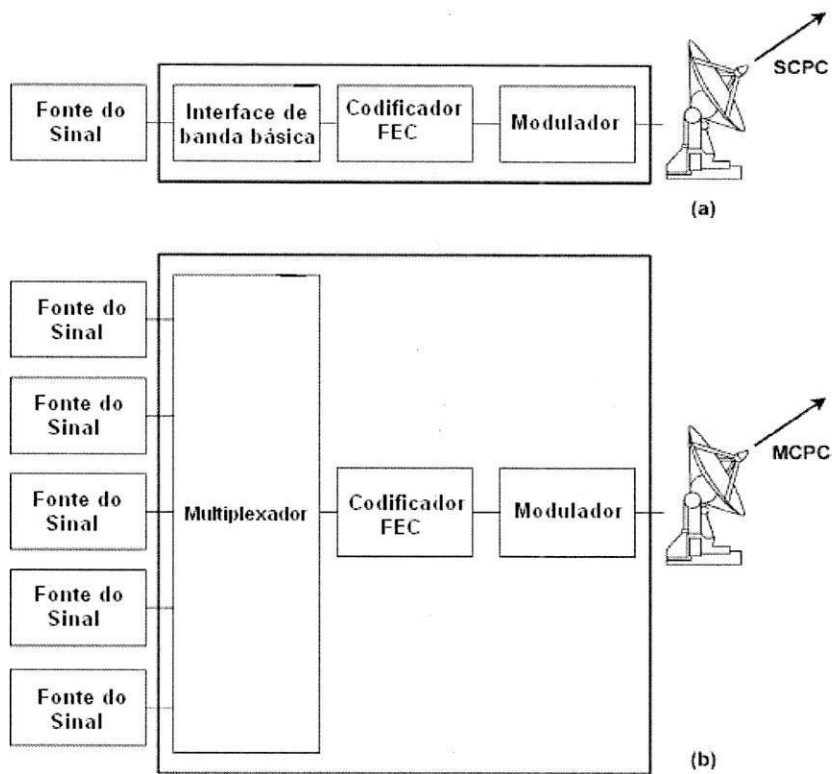 Fonte do
Sinal
Interface de
banda básica
Codificador
FEC
Modulador
SCPC
(a)
Fonte do
Sinal
Fonte do
Sinal
Fonte do
Sinal
Fonte do
Sinal
Fonte do
Sinal
Multiplexador
Codificador
FEC
Modulador
MCPC
(b)